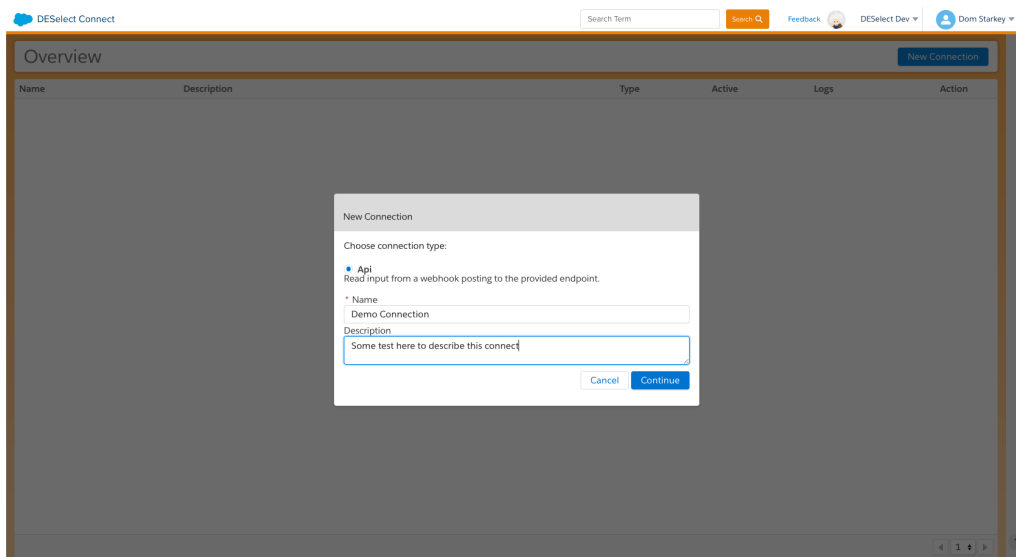 DESelect Connect
Search Term
Search
Feedback
DESelect Dev
Dom Starkey
Overview
New Connection
Name Description Type Active Logs Action
New Connection
Choose connection type:
Api
Read input from a webhook posting to the provided endpoint.
* Name
Demo Connection
Description
Some test here to describe this connect
Cancel Continue
1